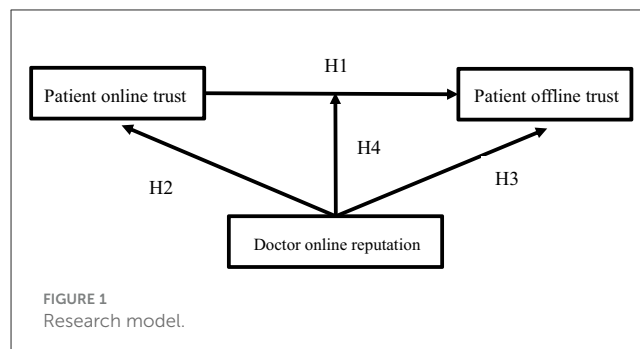 H1
Patient online trust
Patient offline trust
H4
H2
H3
Doctor online reputation
FIGURE 1
Research model.